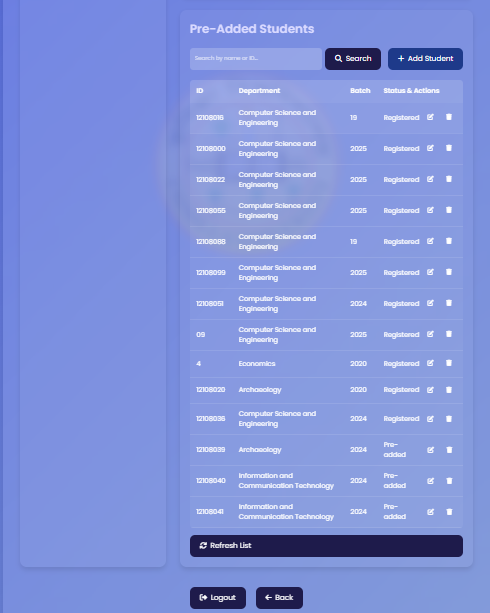 Pre-Added Students
Search by name or ID...
Search
Add Student
ID Department Batch Status & Actions
12108016 Computer Science and Engineering 19 Registered
12108000 Computer Science and Engineering 2025 Registered
12108022 Computer Science and Engineering 2025 Registered
12108055 Computer Science and Engineering 2025 Registered
12108088 Computer Science and Engineering 19 Registered
12108099 Computer Science and Engineering 2025 Registered
12108051 Computer Science and Engineering 2024 Registered
09 Computer Science and Engineering 2025 Registered
4 Economics 2020 Registered
12108020 Archaeology 2020 Registered
12108036 Computer Science and Engineering 2024 Registered
12108039 Archaeology 2024 Pre-added
12108040 Information and Communication Technology 2024 Pre-added
12108041 Information and Communication Technology 2024 Pre-added
Refresh List
Logout
Back